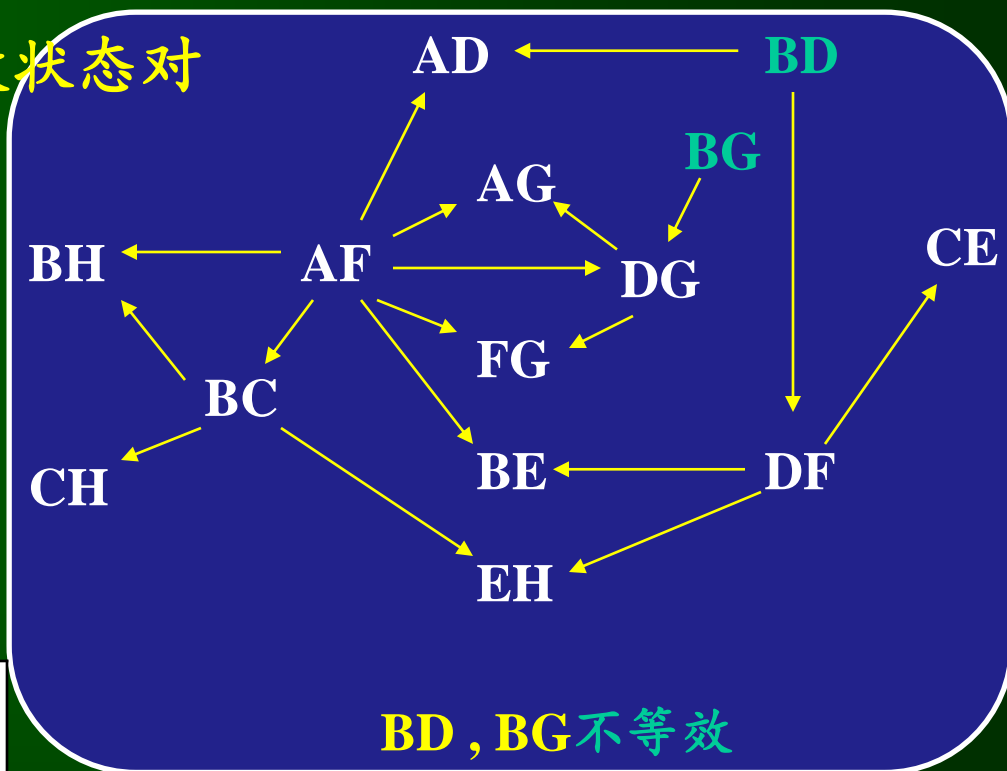 状态对
AD BD
BG
AG
BH AF DG CE
FG
BC
BE DF
CH
EH
BD , BG不等效